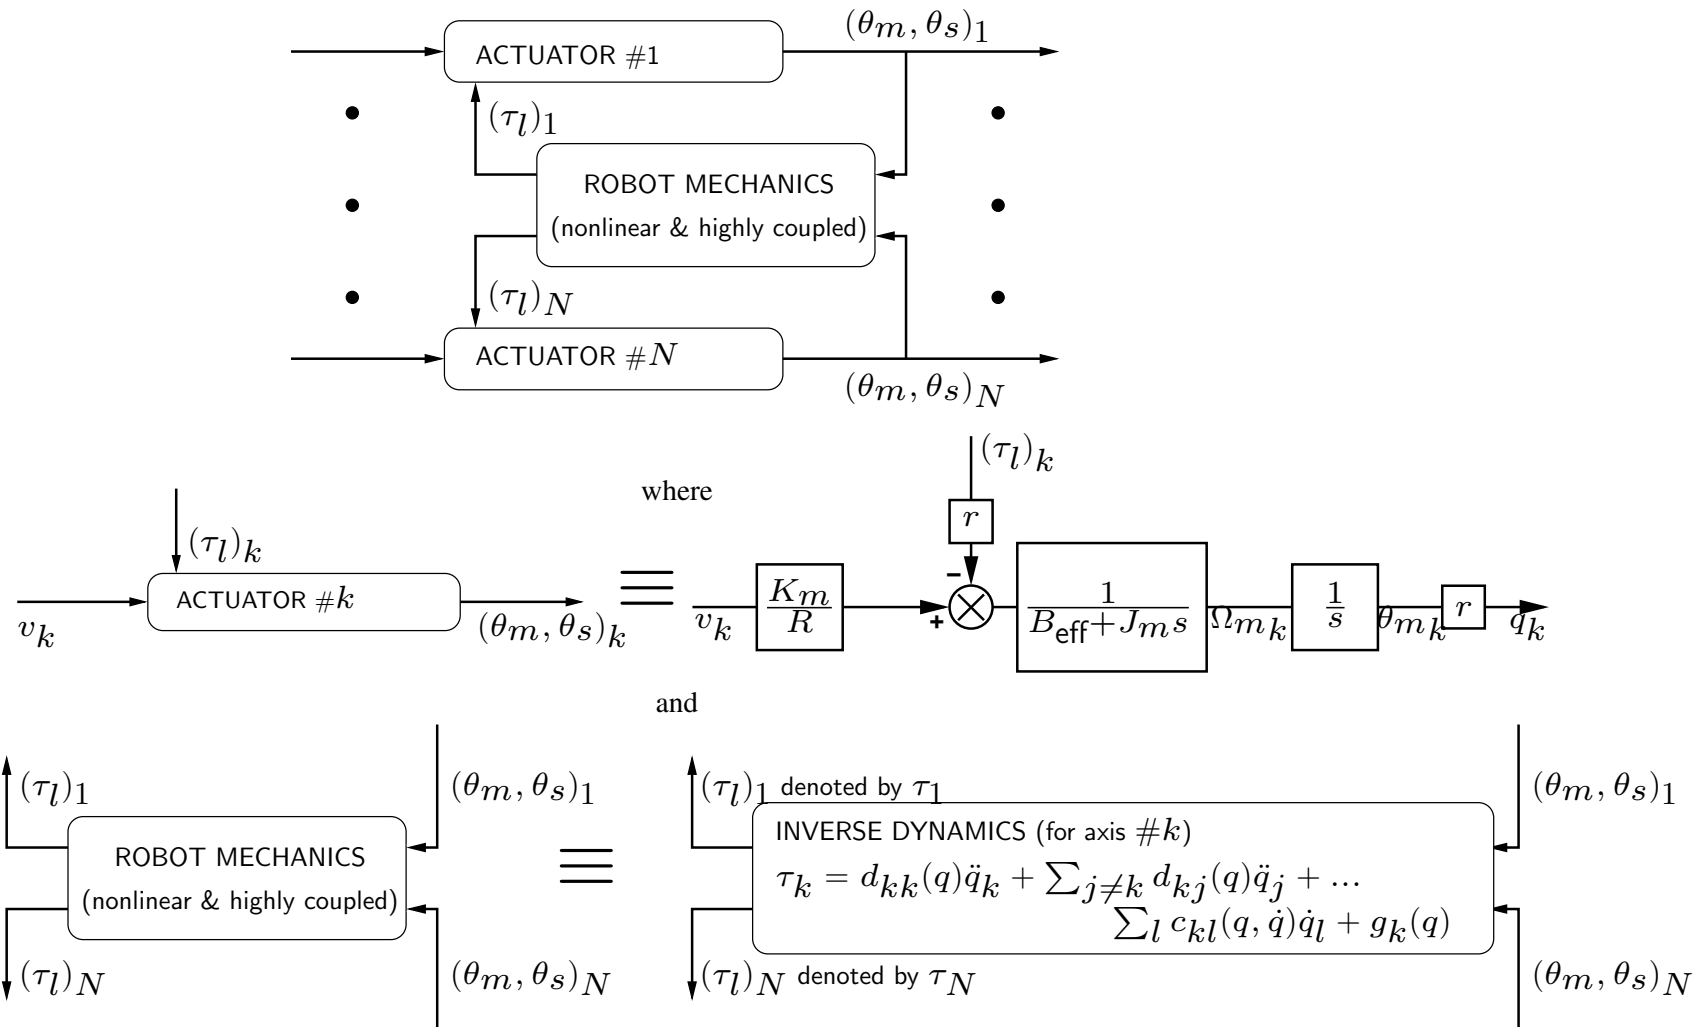 (θm, θs)1
ACTUATOR #1
(τl)1
ROBOT MECHANICS
(nonlinear & highly coupled)
(τl)N
ACTUATOR #N
(θm, θs)N
(τl)k
where
r
(τl)k
−
ACTUATOR #k
≡
vk
(θm, θs)k
vk
Km
R
+
1
Beff+Jms
Ωmk
1
s
θmk
r
qk
and
(τl)1
(θm, θs)1
(τl)1 denoted by τ1
(θm, θs)1
ROBOT MECHANICS
(nonlinear & highly coupled)
≡
INVERSE DYNAMICS (for axis #k)
τk = dkk(q)q̈k + ∑j≠k dkj(q)q̈j + ...
∑l ckl(q, q̇)q̇l + gk(q)
(τl)N
(θm, θs)N
(τl)N denoted by τN
(θm, θs)N